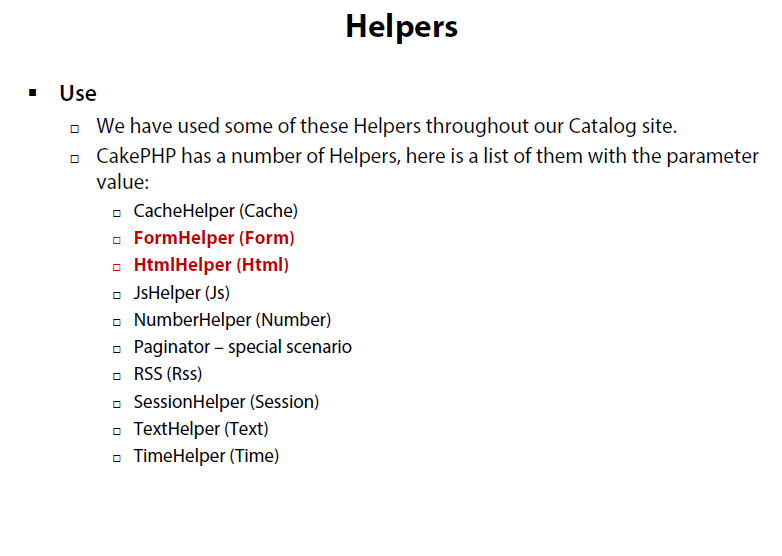 Helpers
Use
We have used some of these Helpers throughout our Catalog site.
CakePHP has a number of Helpers, here is a list of them with the parameter
value:
CacheHelper (Cache)
FormHelper (Form)
HtmlHelper (Html)
JsHelper (Js)
NumberHelper (Number)
Paginator – special scenario
RSS (Rss)
SessionHelper (Session)
TextHelper (Text)
TimeHelper (Time)